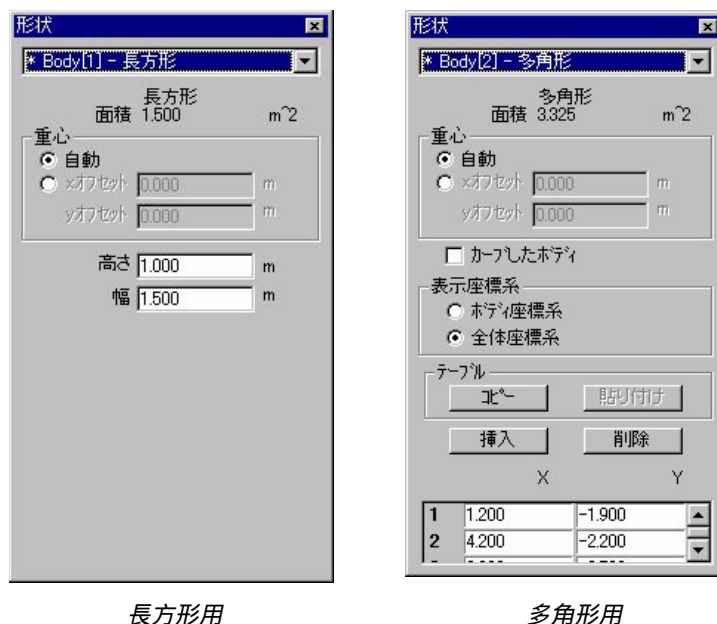 形状
* Body[1] - 長方形
長方形
面積 1.500 m^2
重心
自動
xオフセット 0.000 m
yオフセット 0.000 m
高さ 1.000 m
幅 1.500 m
長方形用
形状
* Body[2] - 多角形
多角形
面積 3.325 m^2
重心
自動
xオフセット 0.000 m
yオフセット 0.000 m
カーブしたボディ
表示座標系
ボディ座標系
全体座標系
テーブル
コピー 貼り付け
挿入 削除
X Y
1 1.200 -1.900
2 4.200 -2.200
多角形用